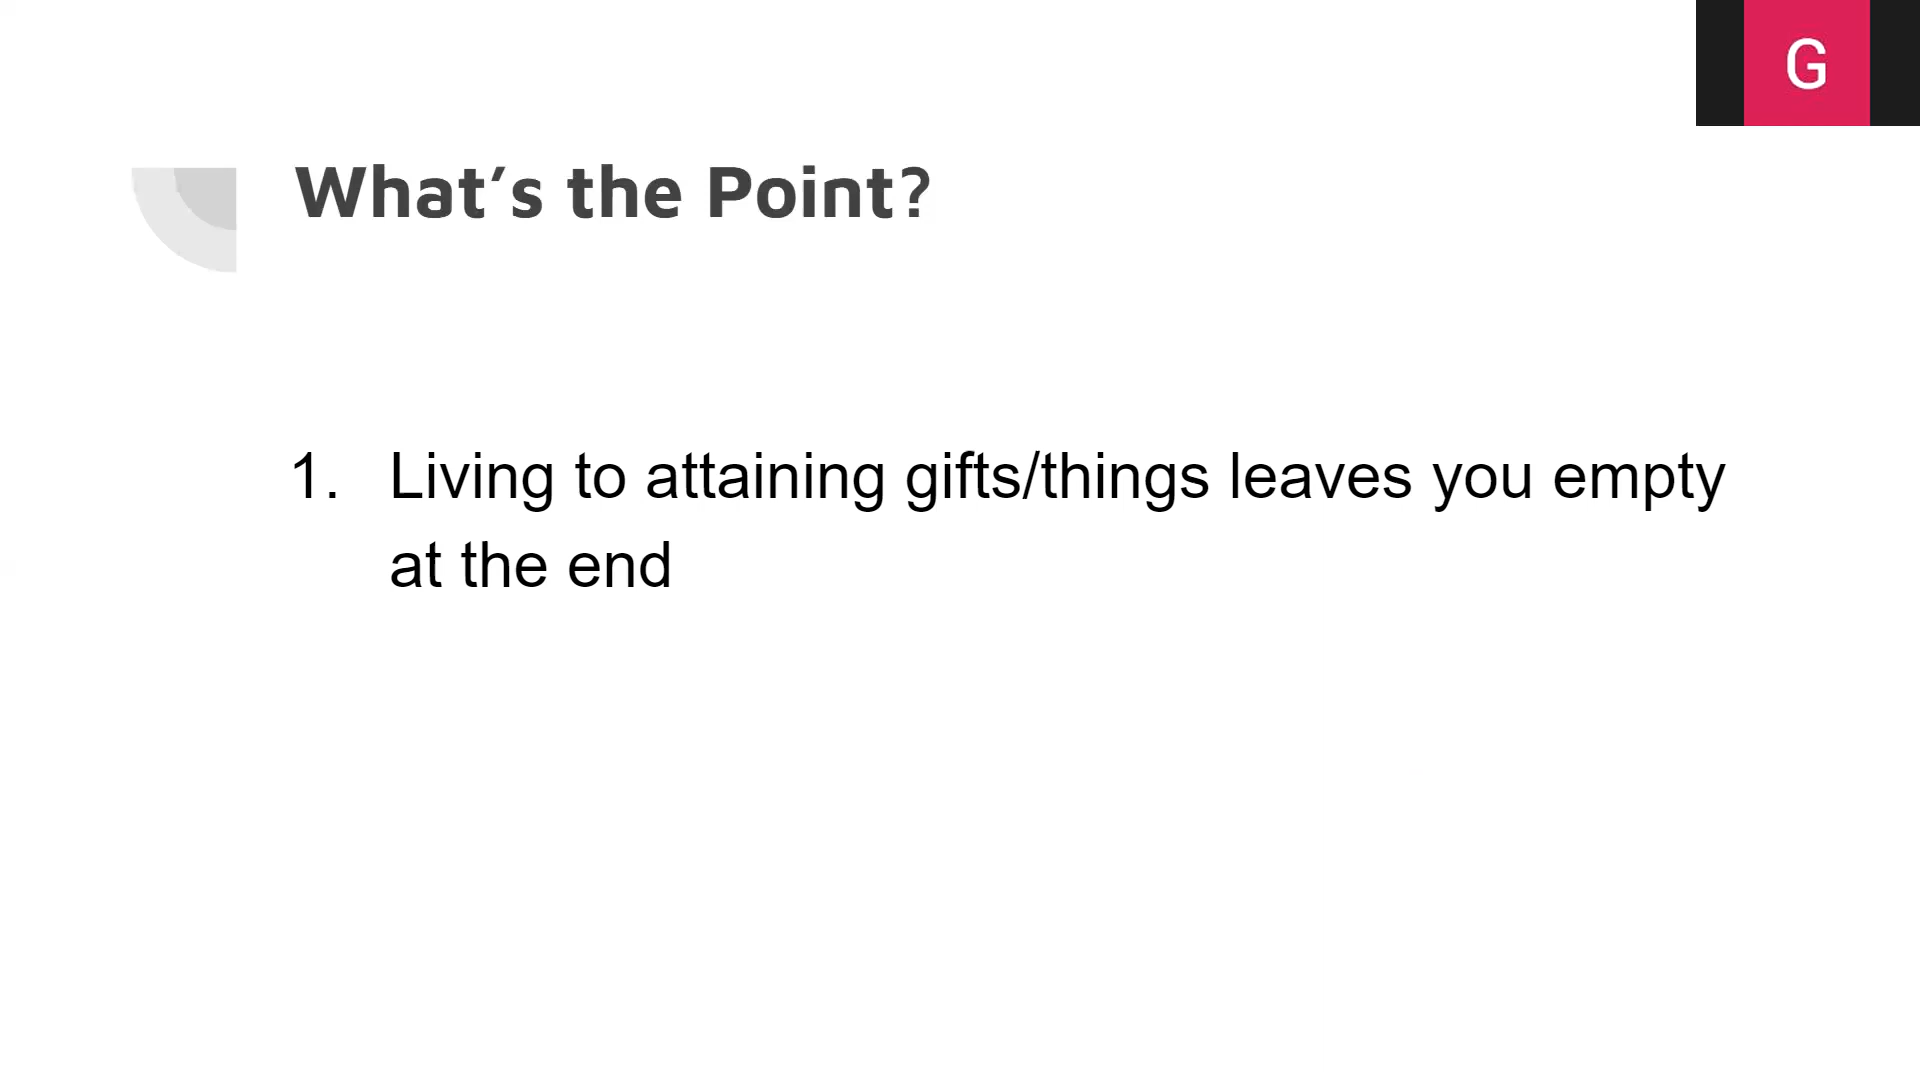 G
What’s the Point?
1. Living to attaining gifts/things leaves you empty
at the end